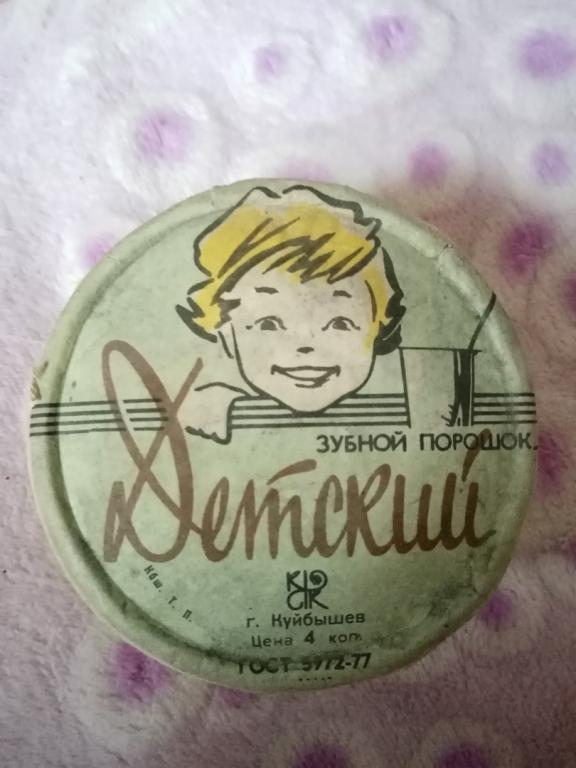 ЗУБНОЙ ПОРОШОК
Детский
г. Куйбышев
Цена 4 коп.
ГОСТ 5972-77